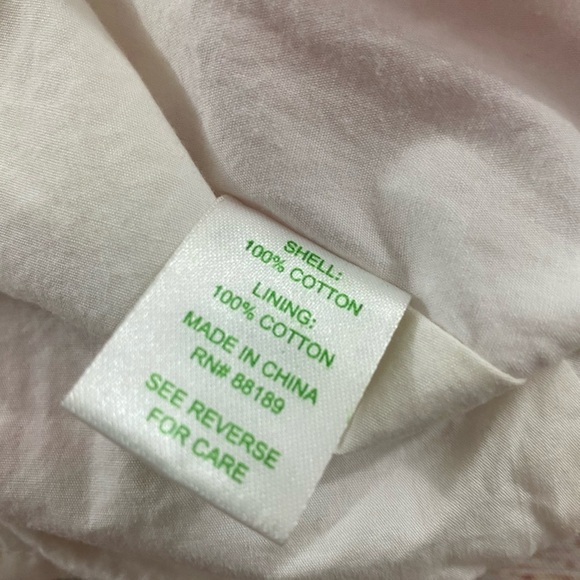 SHELL:
100% COTTON
LINING:
100% COTTON
MADE IN CHINA
RN# 88189
SEE REVERSE
FOR CARE